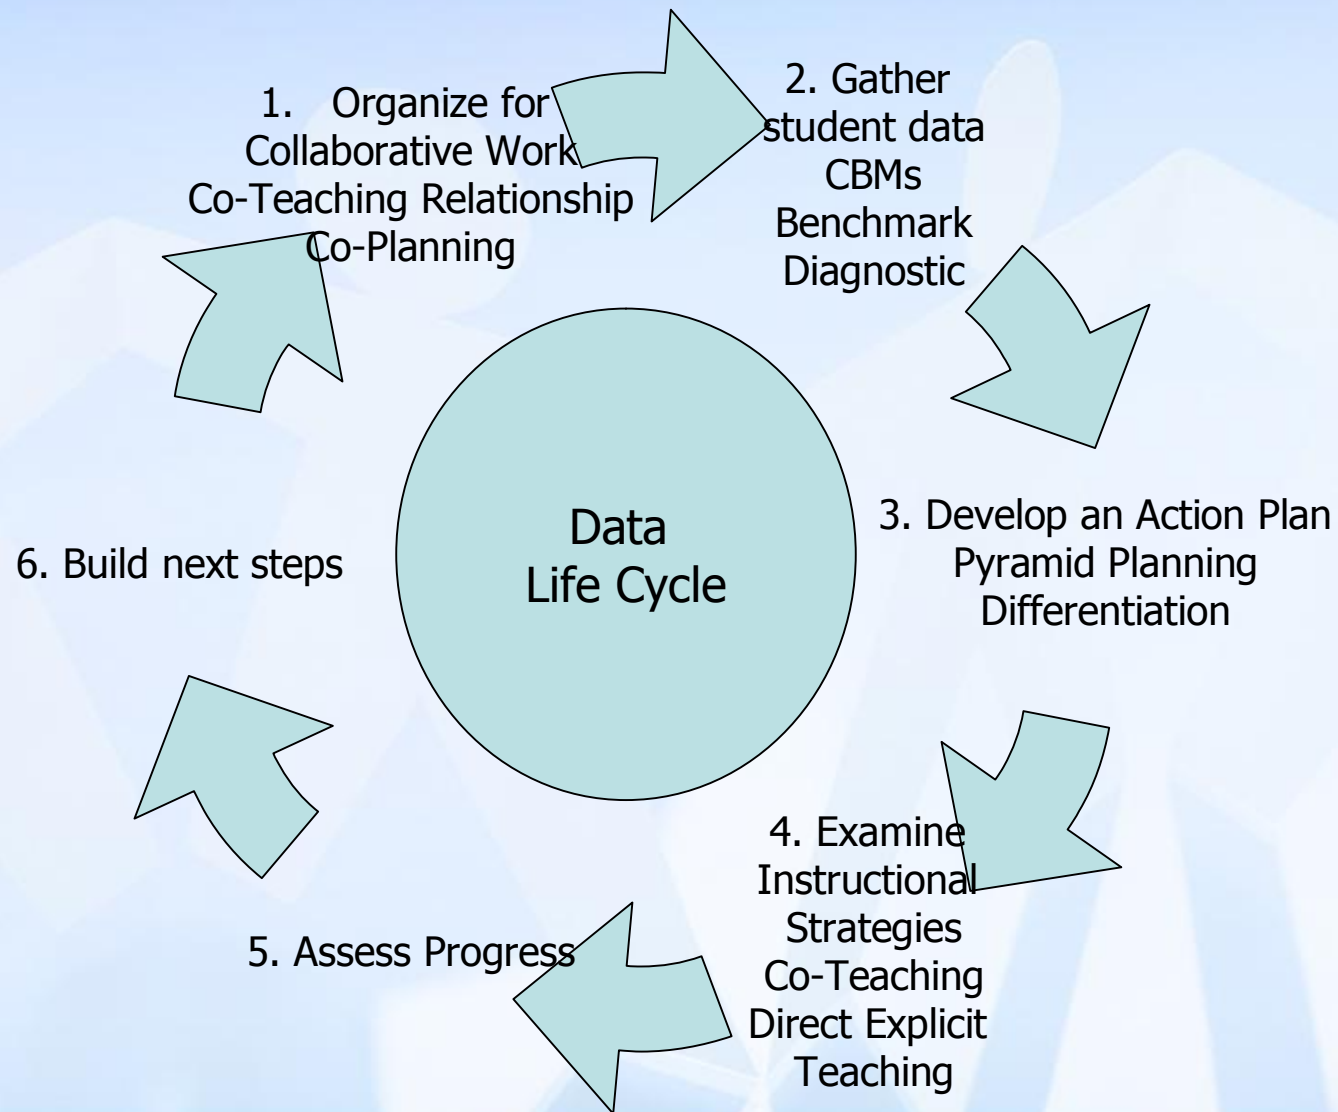 1. Organize for
Collaborative Work
Co-Teaching Relationship
Co-Planning
2. Gather
student data
CBMs
Benchmark
Diagnostic
3. Develop an Action Plan
Pyramid Planning
Differentiation
4. Examine
Instructional
Strategies
Co-Teaching
Direct Explicit
Teaching
5. Assess Progress
6. Build next steps
Data
Life Cycle